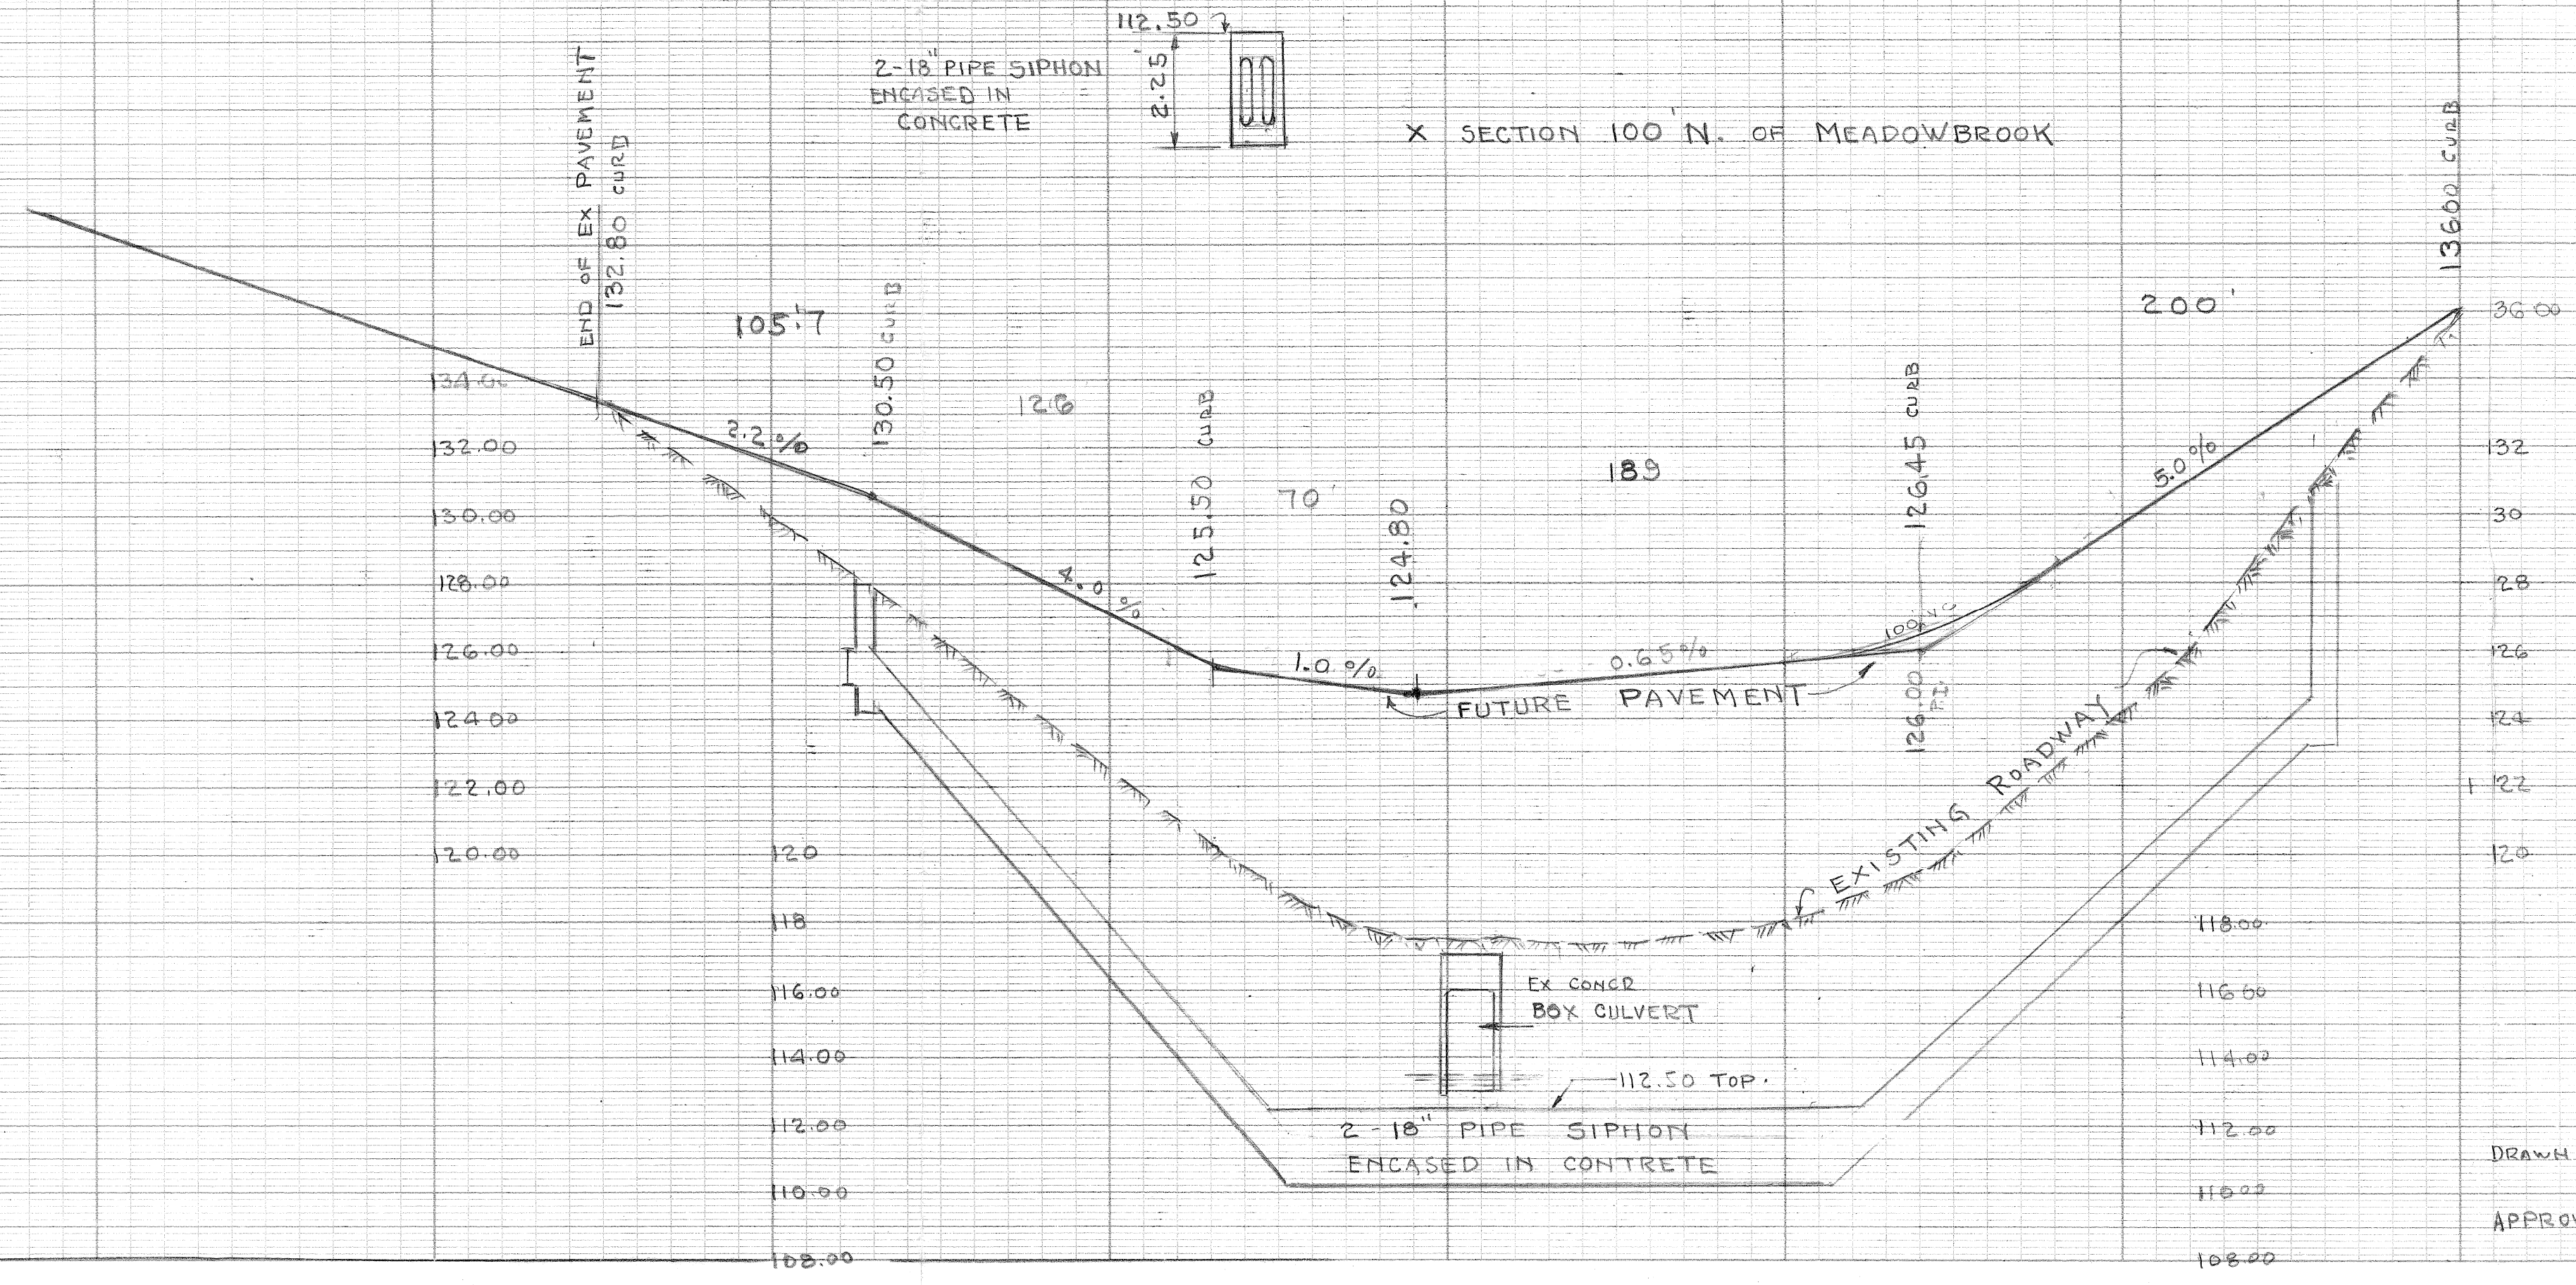 112.50
2-18" PIPE SIPHON
ENCASED IN
CONCRETE
2.25'
X SECTION 100' N. OF MEADOWBROOK
END OF EX PAVEMENT
132.80 CURB
136.00 CURB
105.'7
130.50 CURB
126
125.50 CURB
70'
124.80
189
126.45 CURB
200'
36.00
134.00
132.00
130.00
128.00
126.00
124.00
122.00
120.00
2.2 %
4.0 %
1.0 %
0.65%
100' VC
5.0%
126.00
P.I.
FUTURE PAVEMENT
EXISTING ROADWAY
132
30
28
126
124
122
120
120
118
116.00
114.00
112.00
110.00
108.00
EX CONCR
BOX CULVERT
112.50 TOP.
2-18" PIPE SIPHON
ENCASED IN CONTRETE
118.00
116.00
114.00
112.00
110.00
108.00
DRAWN